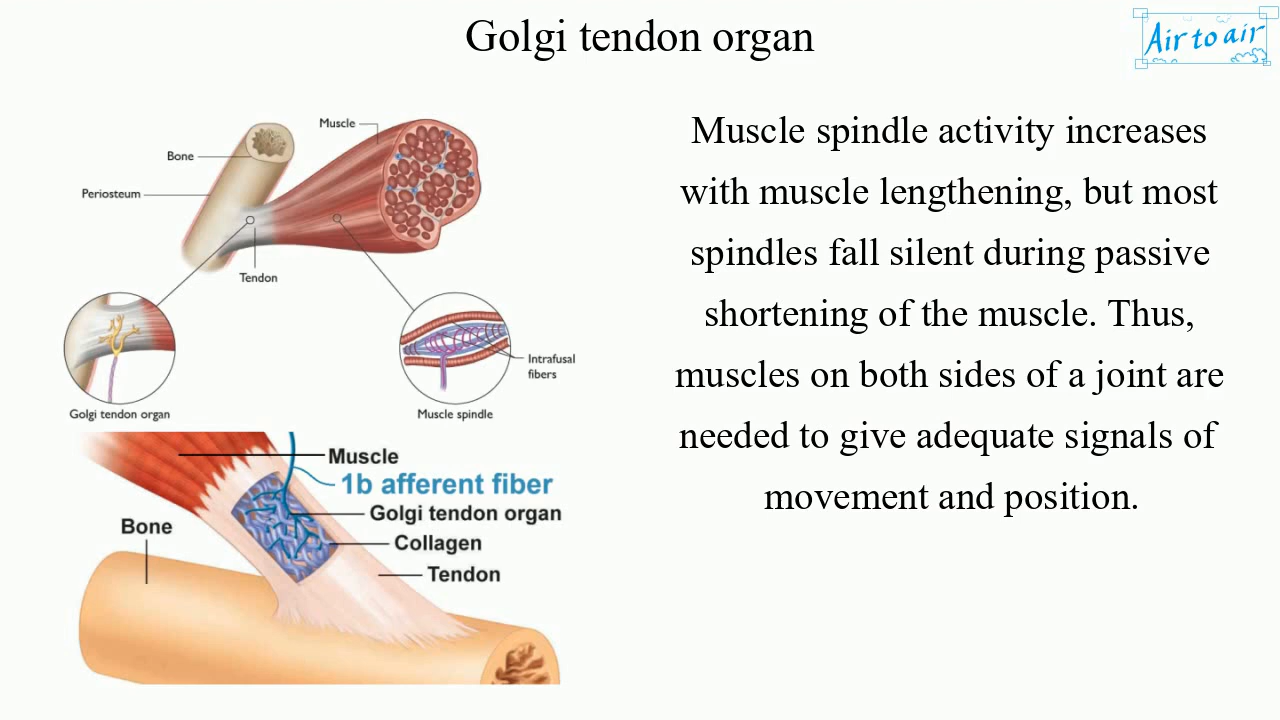 Golgi tendon organ
Air to air
Muscle
Bone
Periosteum
Tendon
Intrafusal
fibers
Golgi tendon organ
Muscle spindle
Muscle
1b afferent fiber
Golgi tendon organ
Bone
Collagen
Tendon
Muscle spindle activity increases
with muscle lengthening, but most
spindles fall silent during passive
shortening of the muscle. Thus,
muscles on both sides of a joint are
needed to give adequate signals of
movement and position.